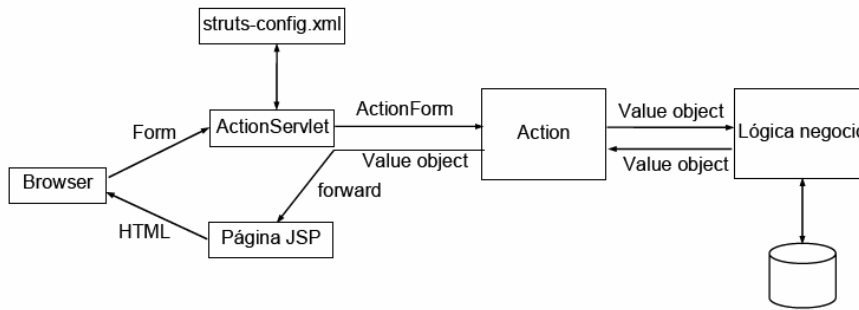 struts-config.xml
ActionForm
Value object
Form
ActionServlet
Action
Lógica negocio
Value object
Value object
Browser
forward
HTML
Página JSP